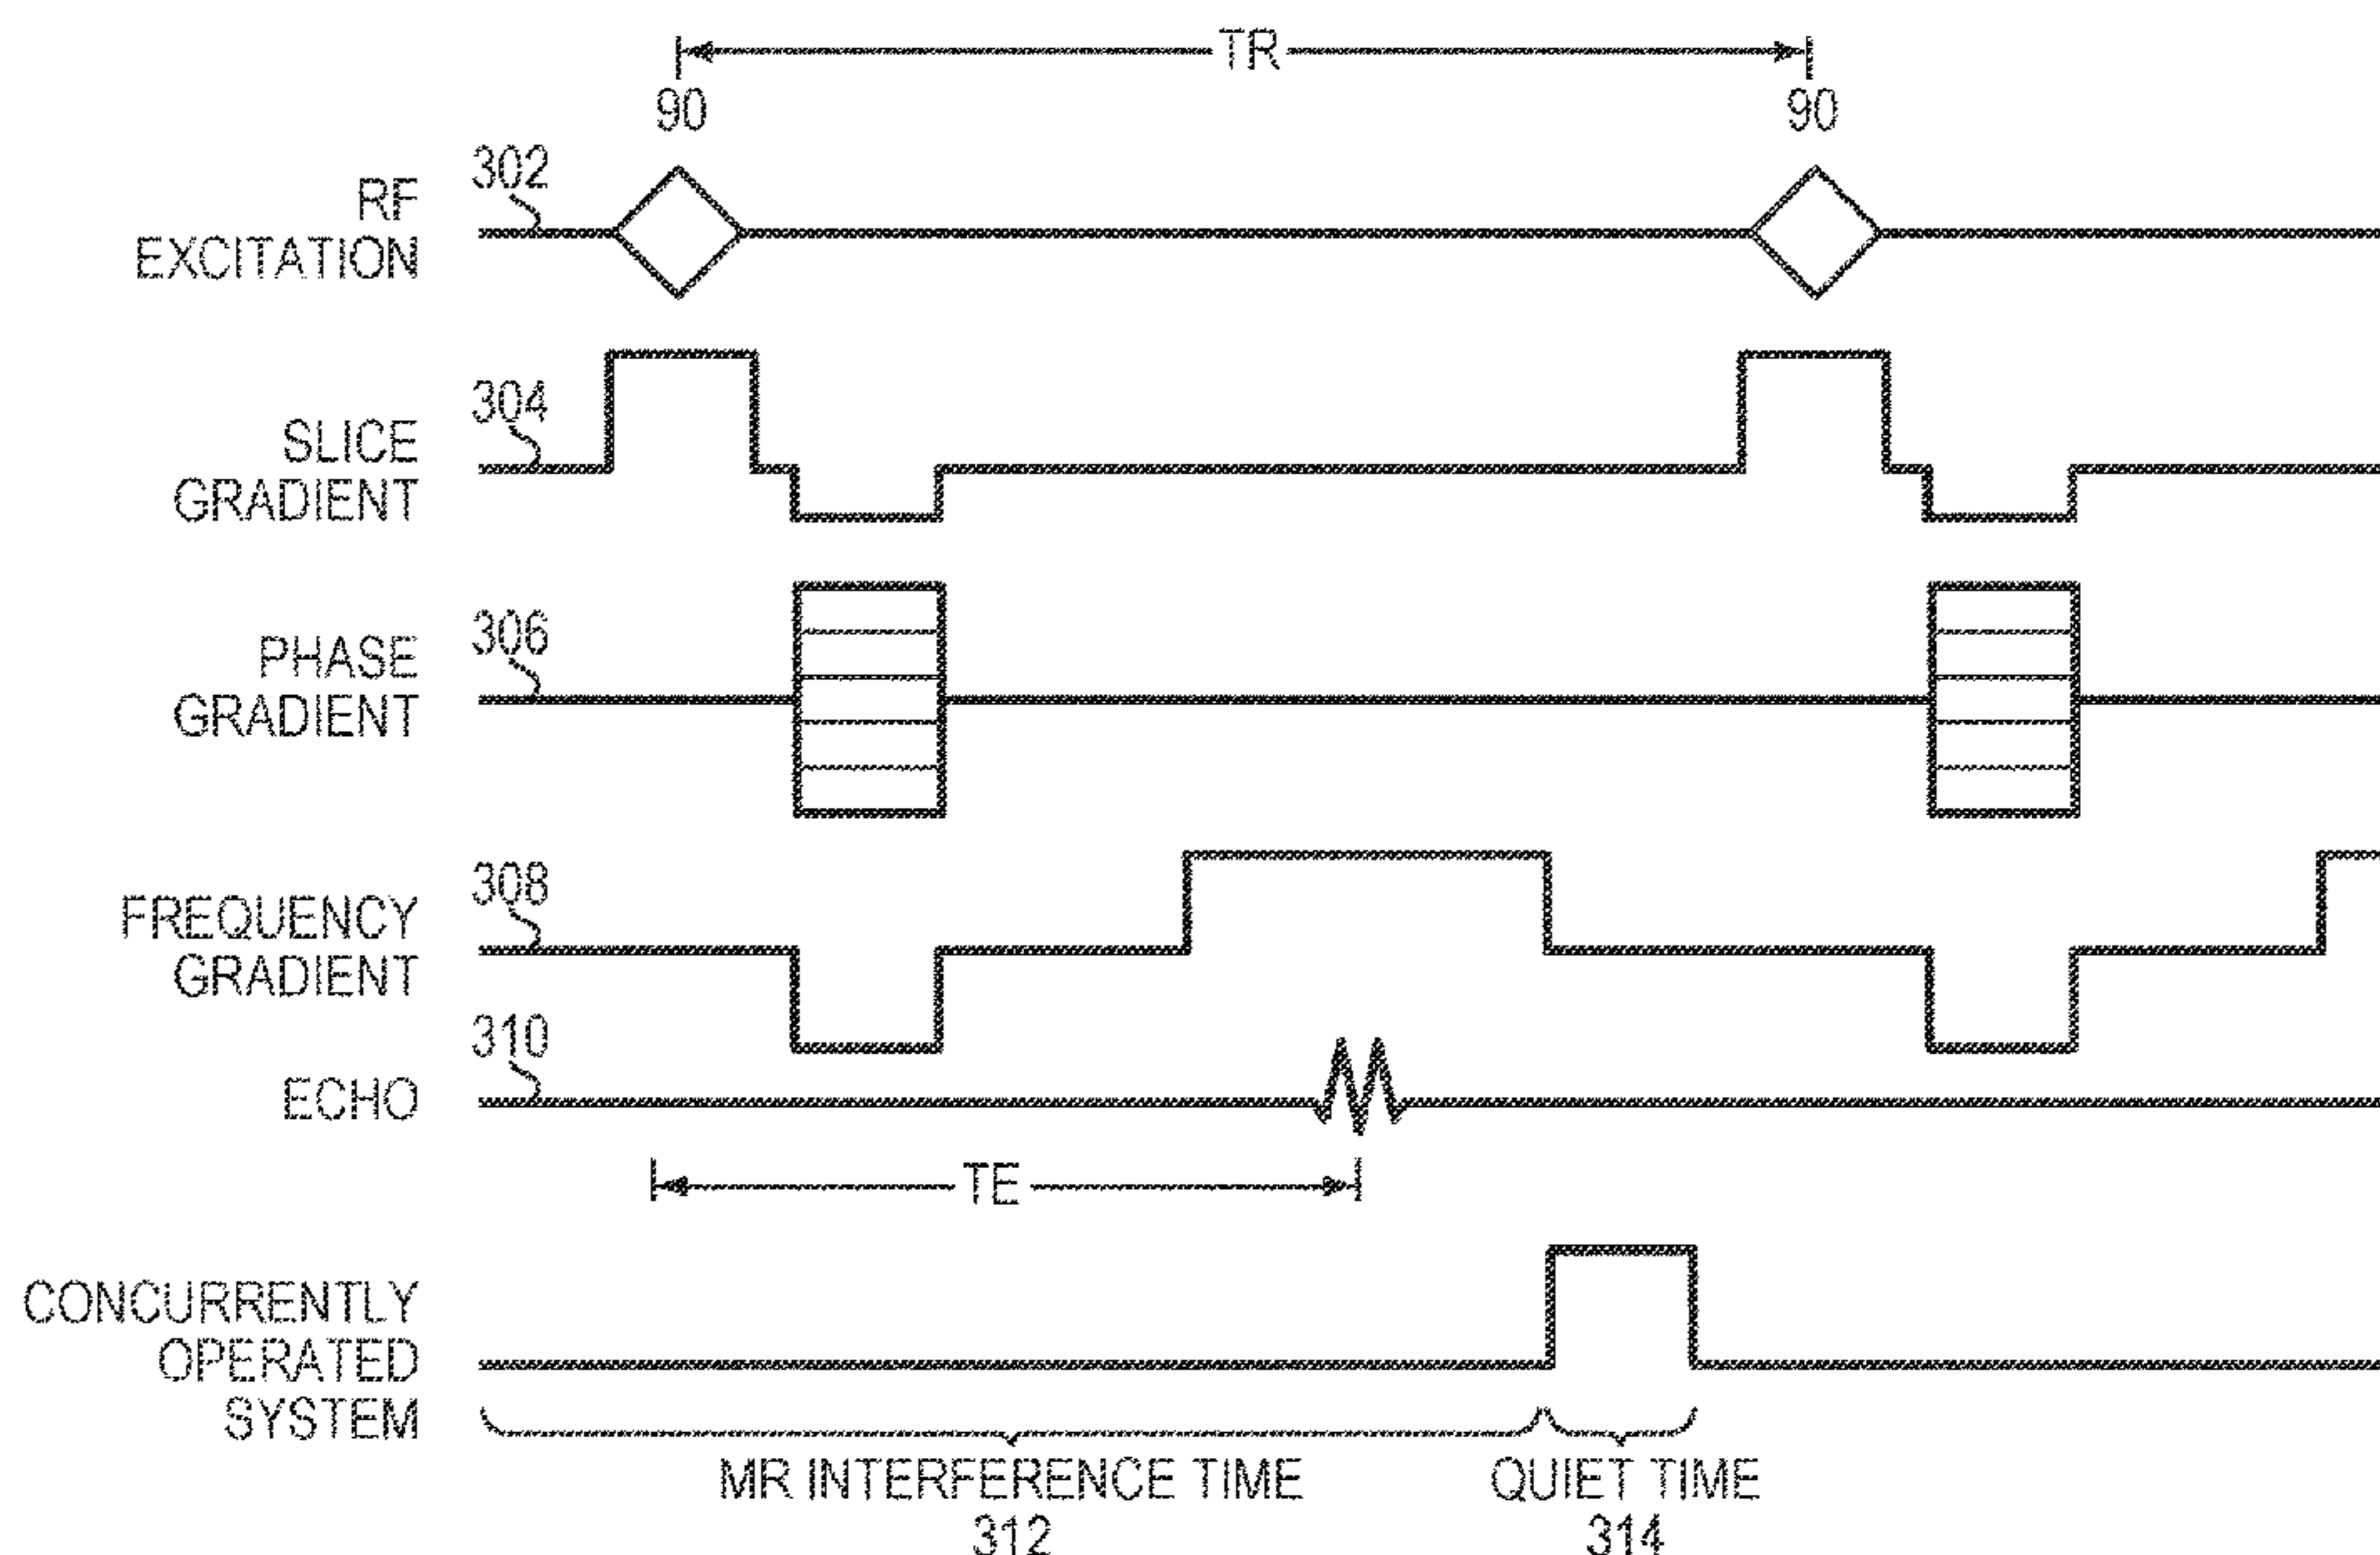 TR
90
90
302
RF
EXCITATION
304
SLICE
GRADIENT
306
PHASE
GRADIENT
308
FREQUENCY
GRADIENT
310
ECHO
TE
CONCURRENTLY
OPERATED
SYSTEM
MR INTERFERENCE TIME
312
QUIET TIME
314